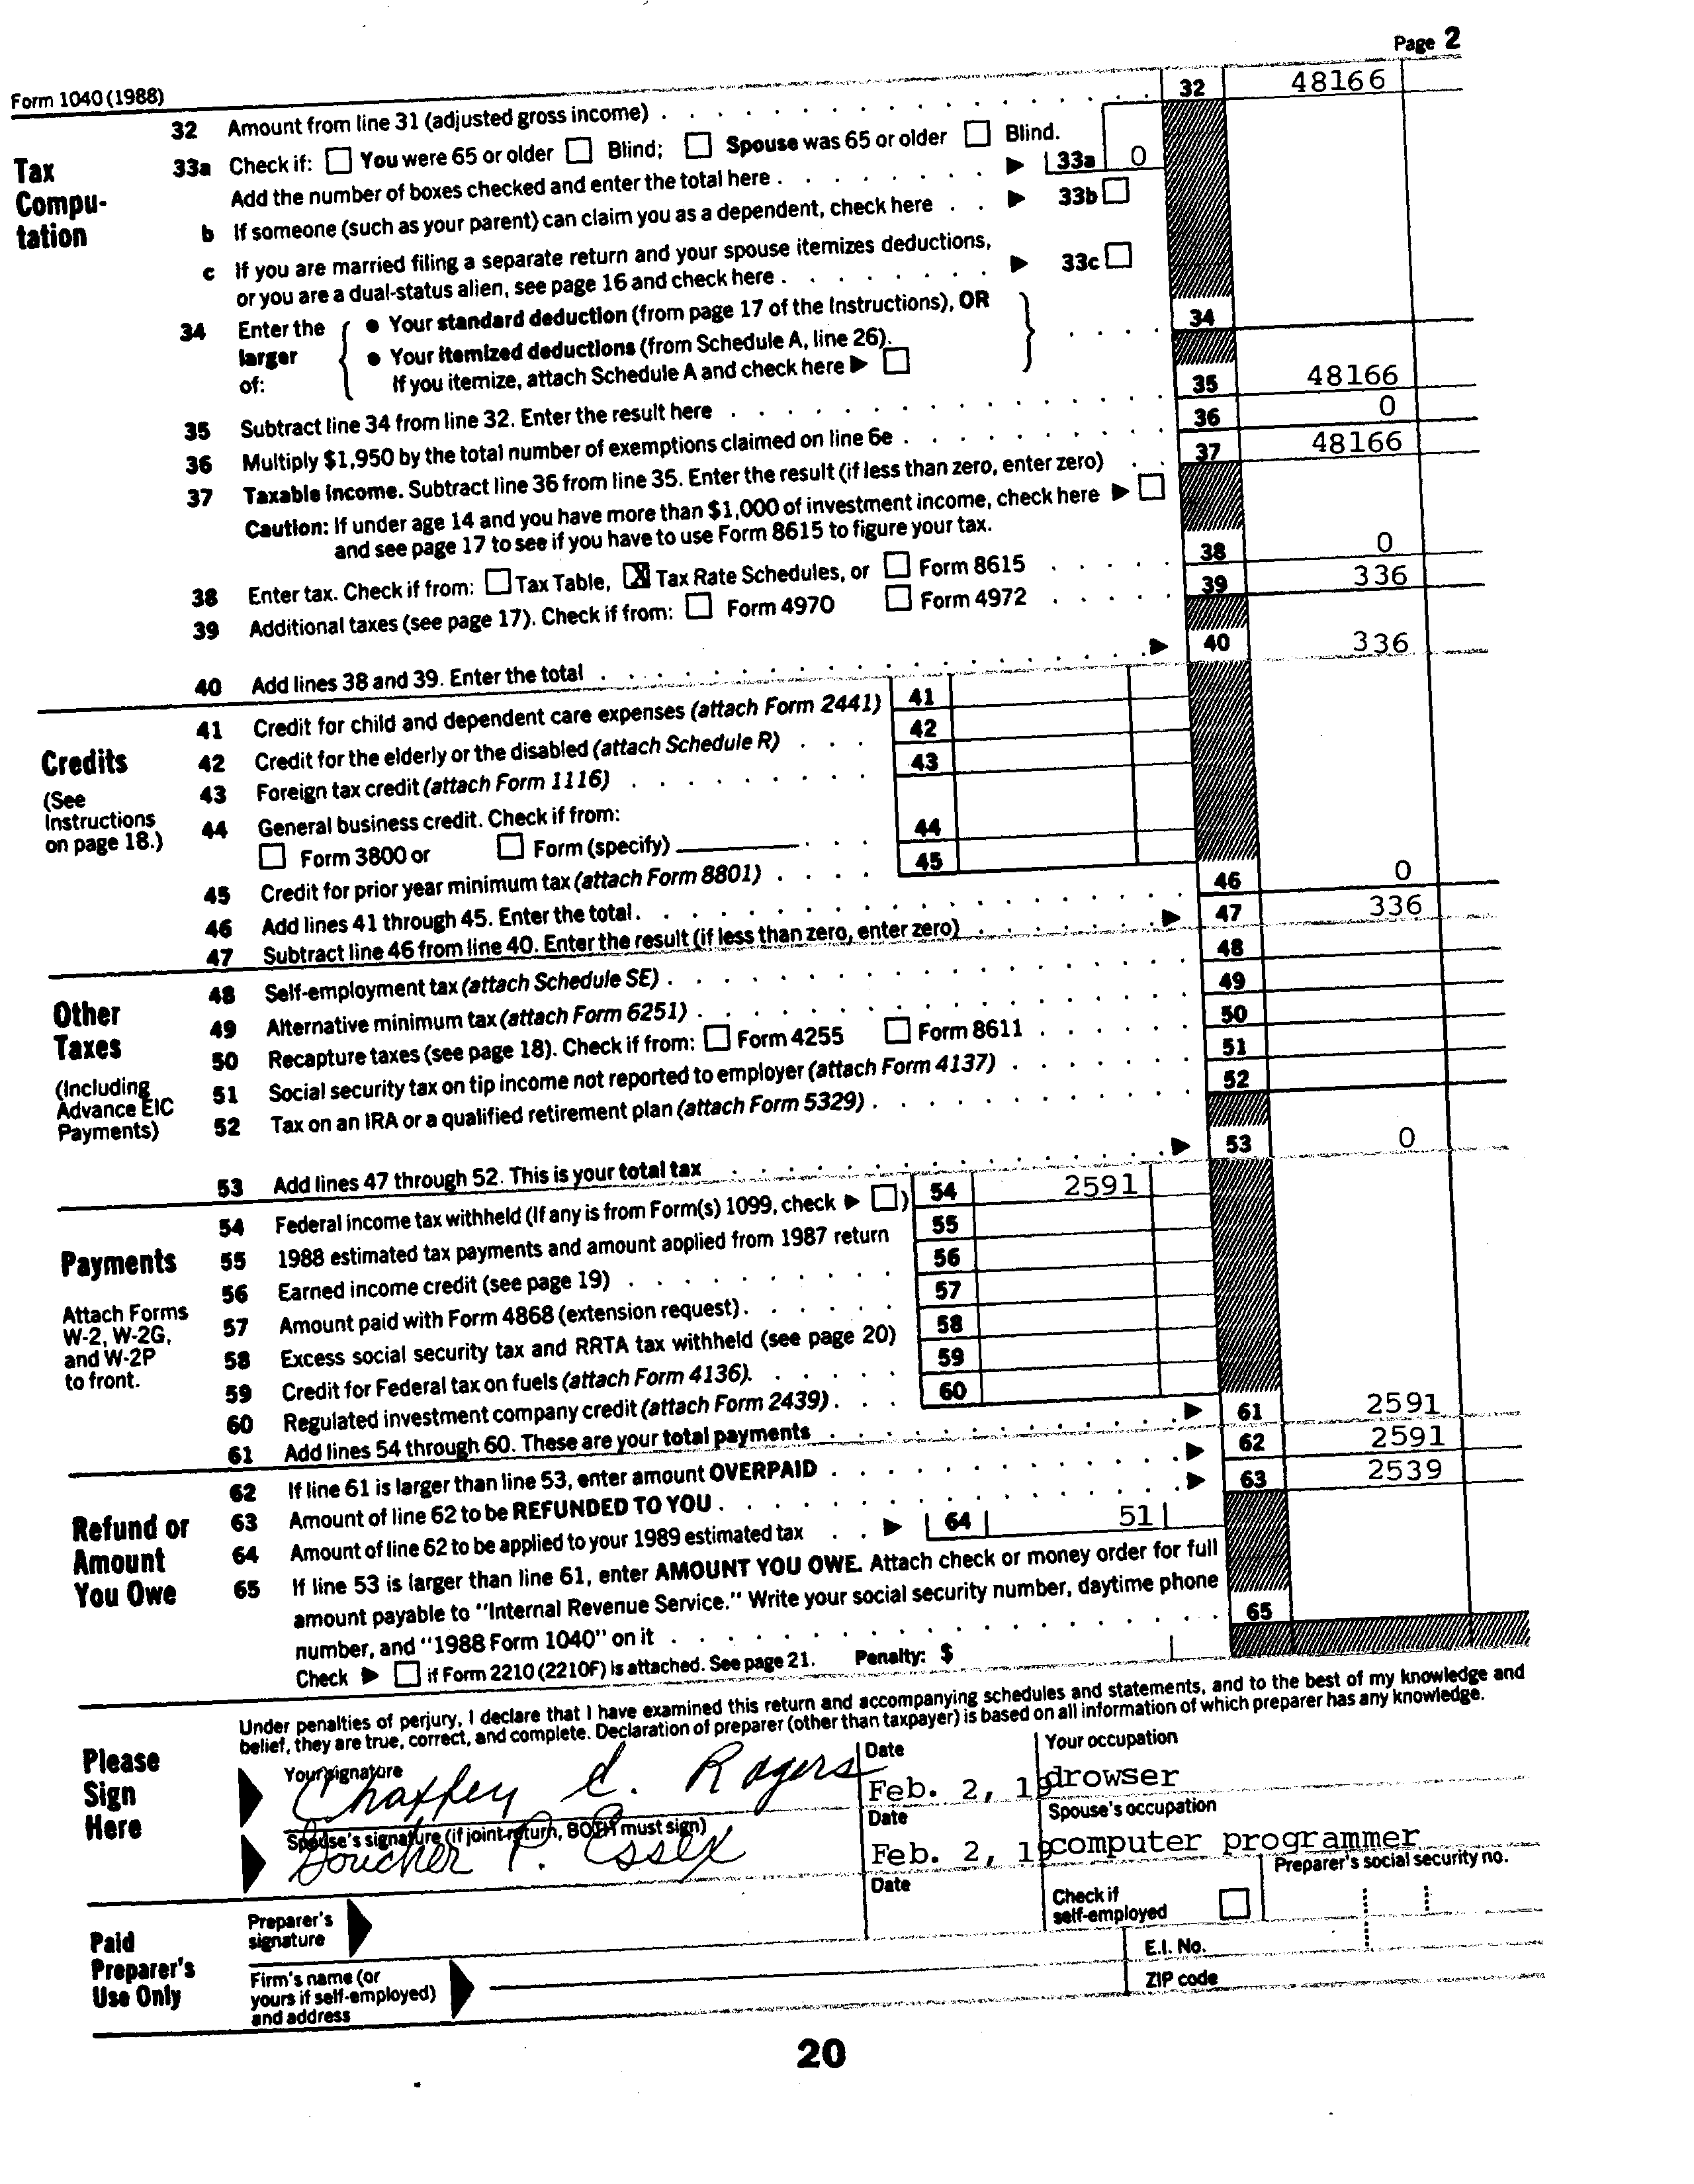 Page 2
Form 1040 (1988)
32 Amount from line 31 (adjusted gross income) . . . 32 48166
Tax Compu-tation
33a Check if: You were 65 or older Blind; Spouse was 65 or older Blind.
Add the number of boxes checked and enter the total here . . . 33a 0
b If someone (such as your parent) can claim you as a dependent, check here . . 33b
c If you are married filing a separate return and your spouse itemizes deductions,
or you are a dual-status alien, see page 16 and check here . . . 33c
34 Enter the larger of:
• Your standard deduction (from page 17 of the Instructions), OR
• Your itemized deductions (from Schedule A, line 26).
If you itemize, attach Schedule A and check here
34
35 Subtract line 34 from line 32. Enter the result here . . . 35 48166
36 Multiply $1,950 by the total number of exemptions claimed on line 6e . . . 36 0
37 Taxable income. Subtract line 36 from line 35. Enter the result (if less than zero, enter zero) . . 37 48166
Caution: If under age 14 and you have more than $1,000 of investment income, check here
and see page 17 to see if you have to use Form 8615 to figure your tax.
38 Enter tax. Check if from: Tax Table, X Tax Rate Schedules, or Form 8615 . . . 38 0
39 Additional taxes (see page 17). Check if from: Form 4970 Form 4972 . . . 39 336
40 Add lines 38 and 39. Enter the total . . . 40 336
Credits
(See Instructions on page 18.)
41 Credit for child and dependent care expenses (attach Form 2441) 41
42 Credit for the elderly or the disabled (attach Schedule R) . . . 42
43 Foreign tax credit (attach Form 1116) . . . 43
44 General business credit. Check if from:
Form 3800 or Form (specify) . . . 44
45 Credit for prior year minimum tax (attach Form 8801) . . . 45
46 Add lines 41 through 45. Enter the total . . . 46 0
47 Subtract line 46 from line 40. Enter the result (if less than zero, enter zero) . . . 47 336
Other Taxes
(Including Advance EIC Payments)
48 Self-employment tax (attach Schedule SE) . . . 48
49 Alternative minimum tax (attach Form 6251) . . . 49
50 Recapture taxes (see page 18). Check if from: Form 4255 Form 8611 . . . 50
51 Social security tax on tip income not reported to employer (attach Form 4137) . . . 51
52 Tax on an IRA or a qualified retirement plan (attach Form 5329) . . . 52
53 Add lines 47 through 52. This is your total tax . . . 53 0
Payments
Attach Forms W-2, W-2G, and W-2P to front.
54 Federal income tax withheld (If any is from Form(s) 1099, check ) 54 2591
55 1988 estimated tax payments and amount applied from 1987 return 55
56 Earned income credit (see page 19) . . . 56
57 Amount paid with Form 4868 (extension request) . . . 57
58 Excess social security tax and RRTA tax withheld (see page 20) 58
59 Credit for Federal tax on fuels (attach Form 4136). . . . 59
60 Regulated investment company credit (attach Form 2439) . . . 60
61 Add lines 54 through 60. These are your total payments . . . 61 2591
Refund or Amount You Owe
62 If line 61 is larger than line 53, enter amount OVERPAID . . . 62 2591
63 Amount of line 62 to be REFUNDED TO YOU . . . 63 2539
64 Amount of line 62 to be applied to your 1989 estimated tax . . 64 51
65 If line 53 is larger than line 61, enter AMOUNT YOU OWE. Attach check or money order for full
amount payable to "Internal Revenue Service." Write your social security number, daytime phone
number, and "1988 Form 1040" on it . . . 65
Check if Form 2210 (2210F) is attached. See page 21. Penalty: $
Please Sign Here
Under penalties of perjury, I declare that I have examined this return and accompanying schedules and statements, and to the best of my knowledge and
belief, they are true, correct, and complete. Declaration of preparer (other than taxpayer) is based on all information of which preparer has any knowledge.
Your signature Date Your occupation
Chaffey C. Rogers Feb. 2, 19 drowser
Spouse's signature (if joint return, BOTH must sign) Date Spouse's occupation
Boucher P. Essex Feb. 2, 19 computer programmer
Paid Preparer's Use Only
Preparer's signature Date Check if self-employed Preparer's social security no.
Firm's name (or yours if self-employed) and address E.I. No.
ZIP code
20